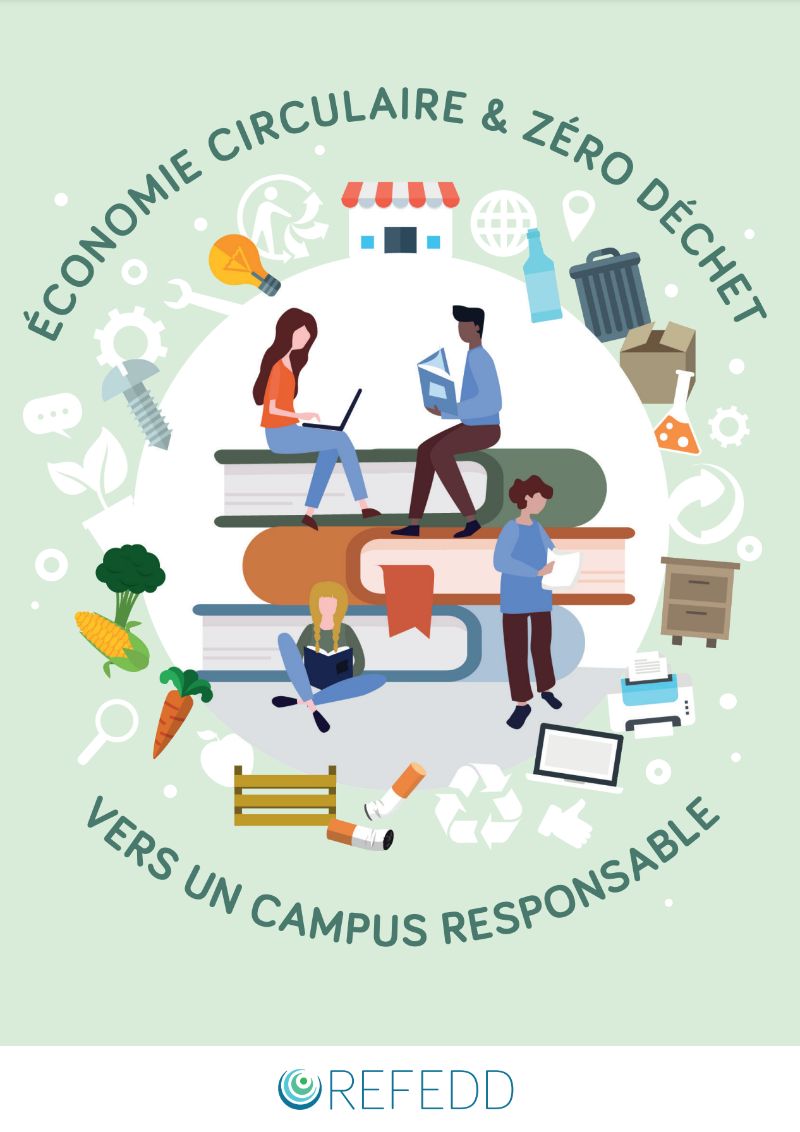 ÉCONOMIE CIRCULAIRE & ZÉRO DÉCHET
VERS UN CAMPUS RESPONSABLE
REFEDD